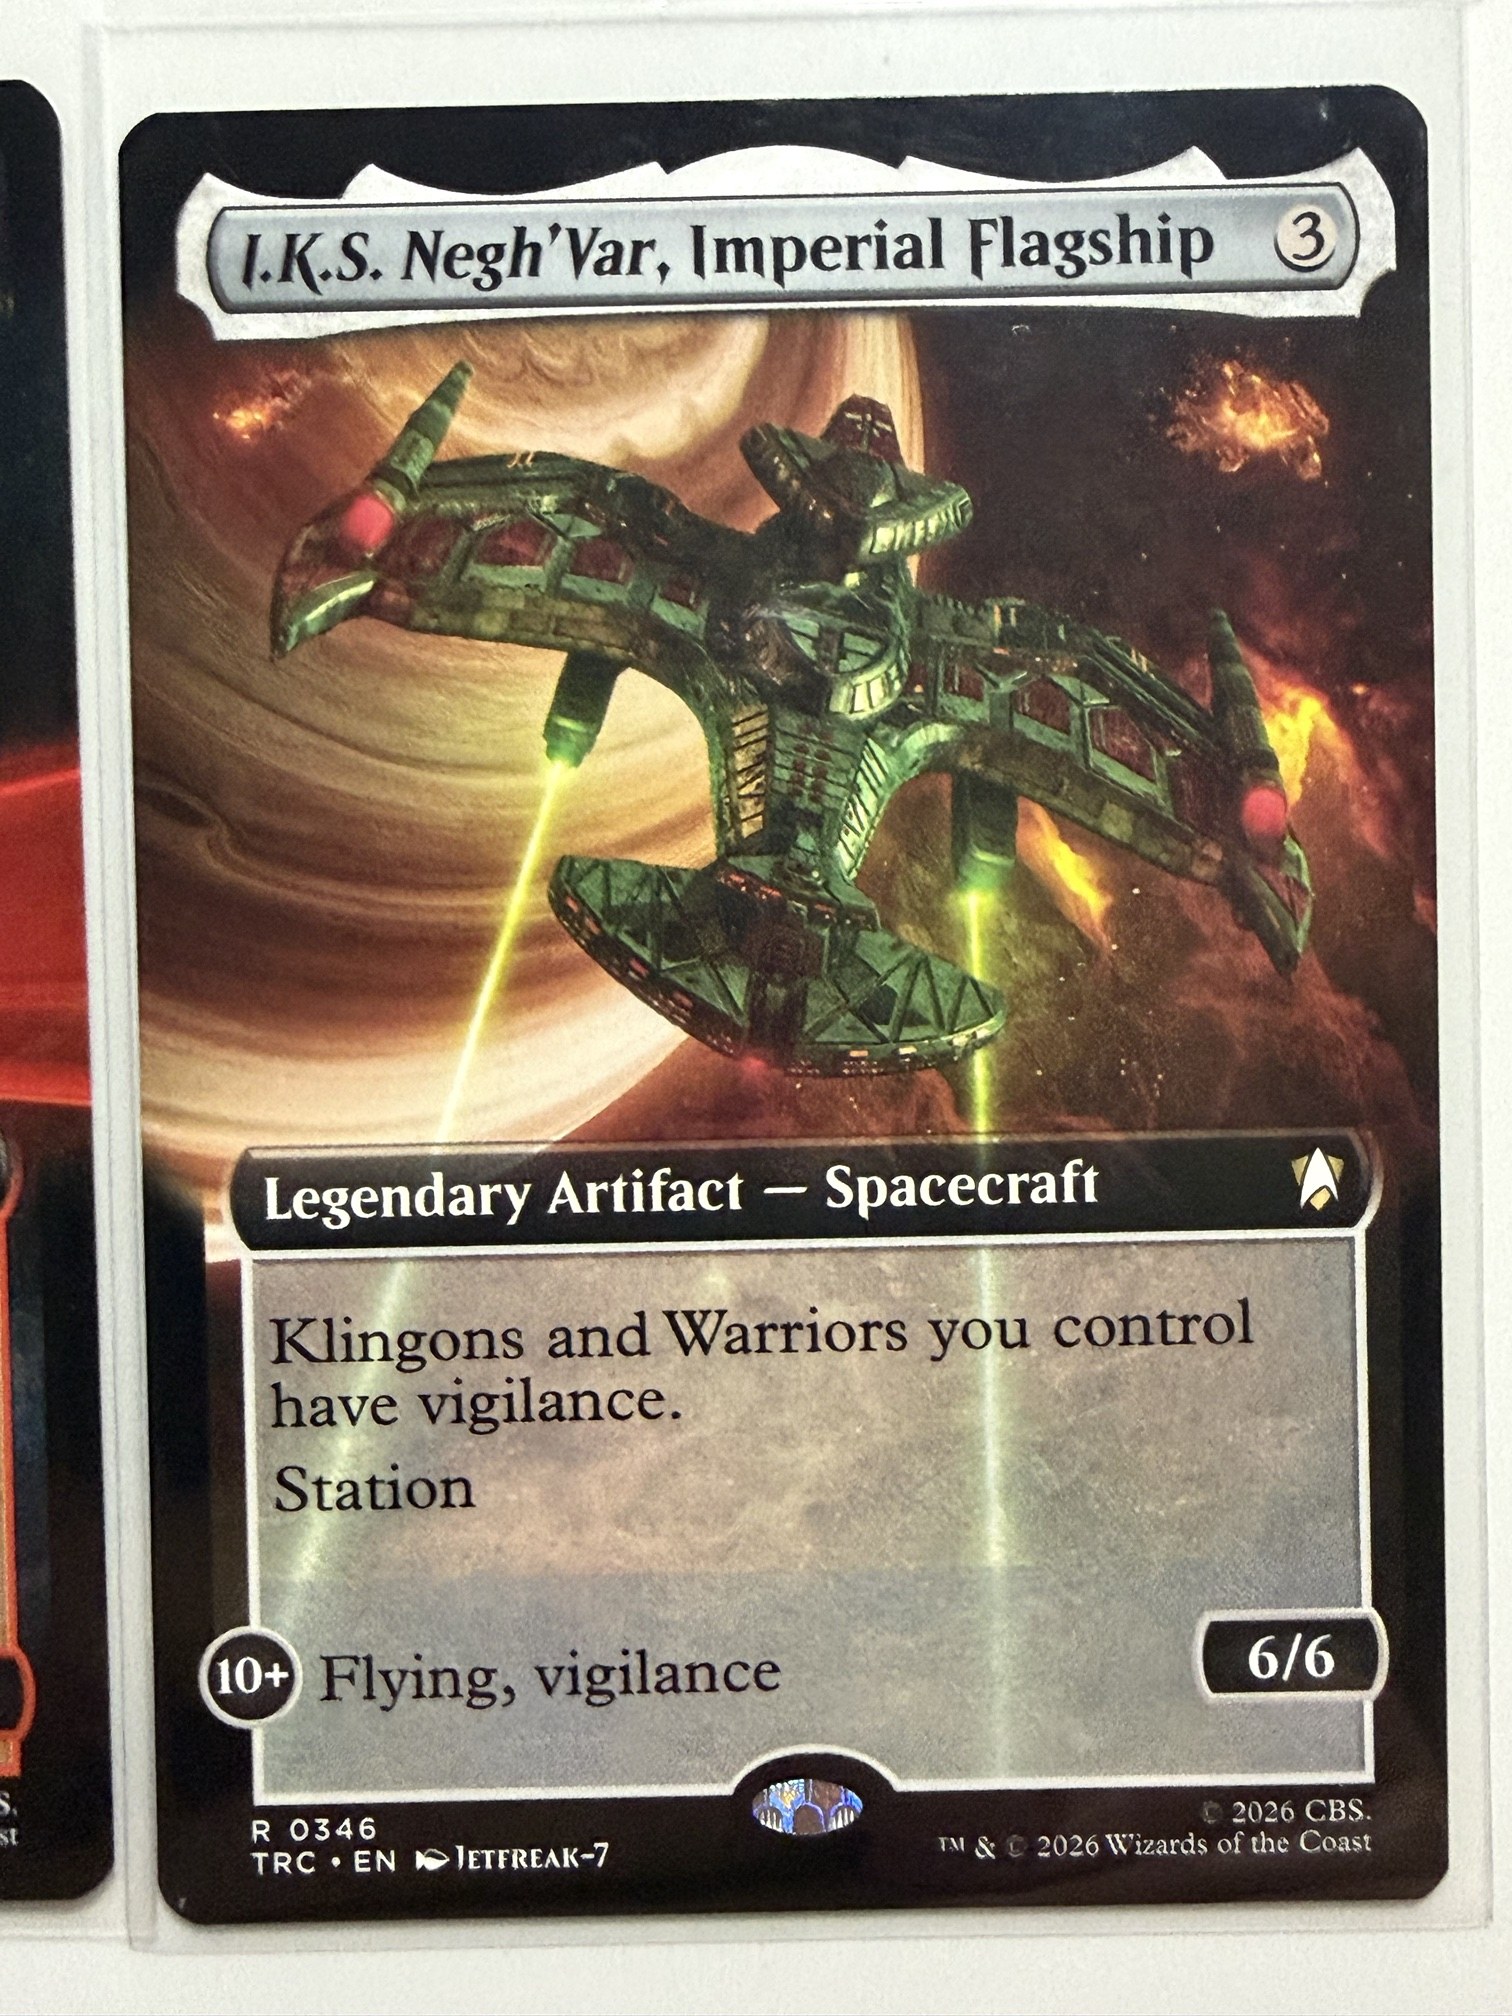 I.K.S. Negh'Var, Imperial Flagship 3
Legendary Artifact — Spacecraft
Klingons and Warriors you control
have vigilance.
Station
10+ Flying, vigilance
6/6
R 0346
TRC • EN JETFREAK-7
© 2026 CBS.
™ & © 2026 Wizards of the Coast
s.
st